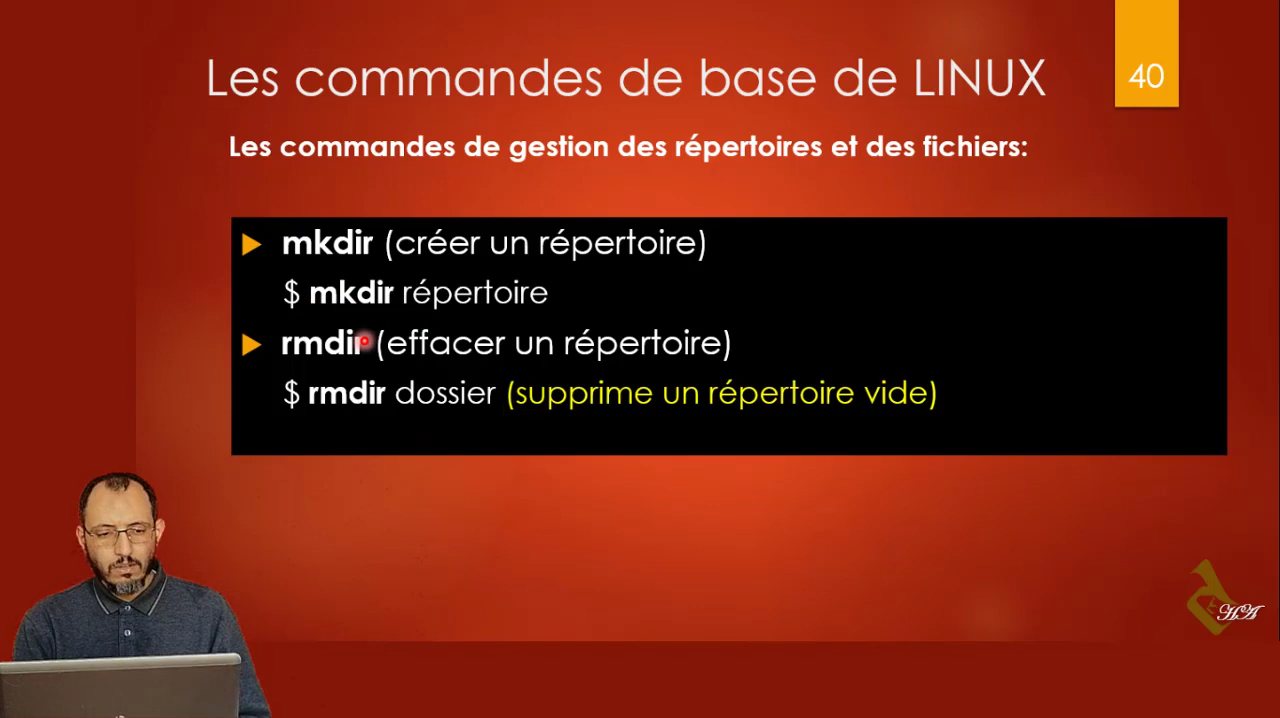 Les commandes de base de LINUX
40
Les commandes de gestion des répertoires et des fichiers:
mkdir (créer un répertoire)
$ mkdir répertoire
rmdir (effacer un répertoire)
$ rmdir dossier (supprime un répertoire vide)